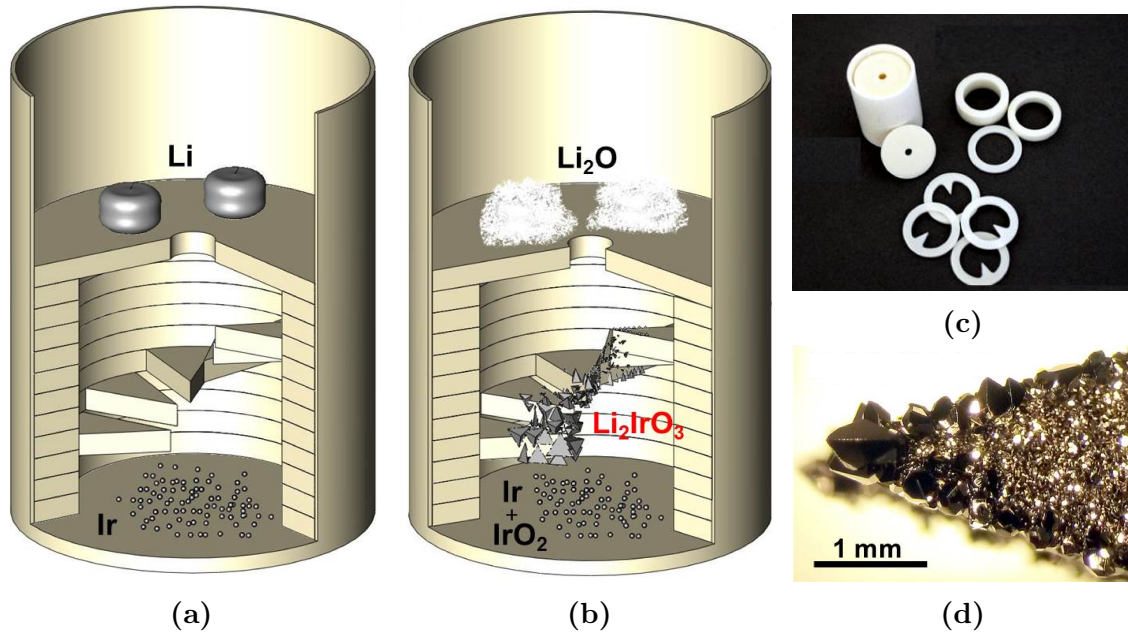 Li
Ir
(a)
Li₂O
Li₂IrO₃
Ir
+
IrO₂
(b)
(c)
1 mm
(d)